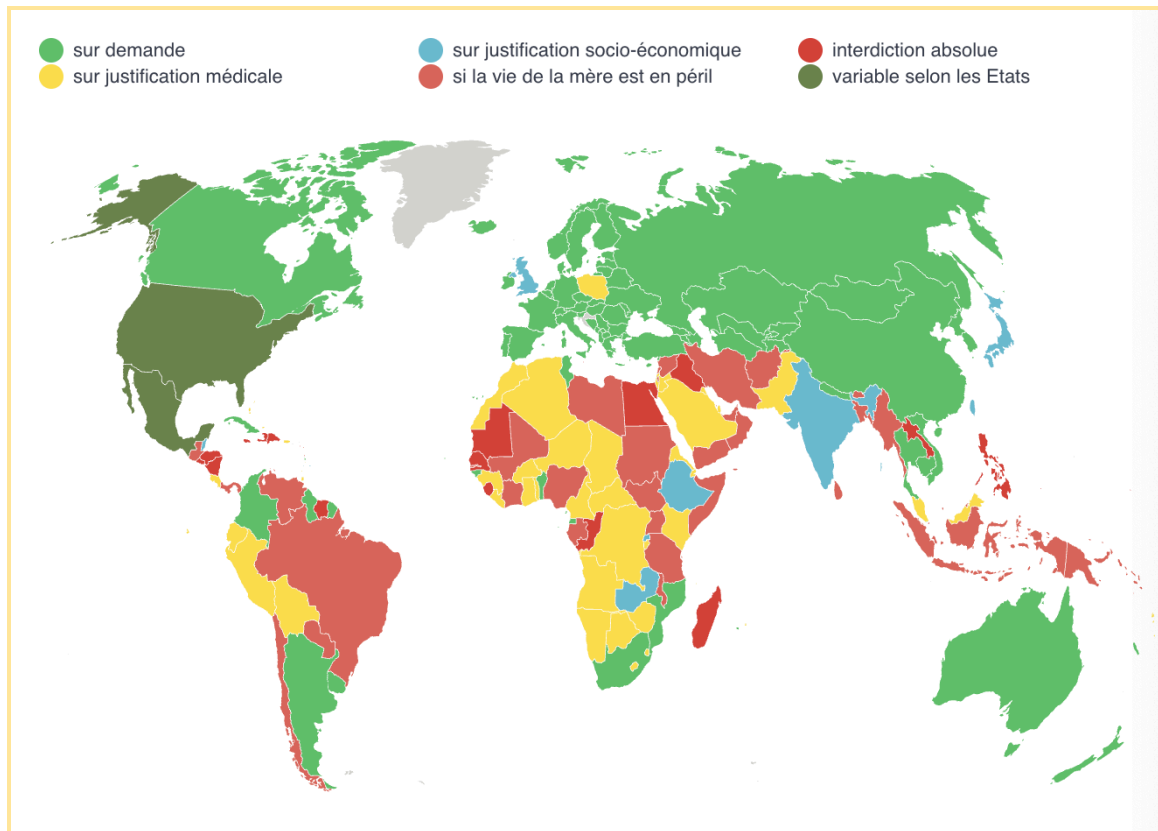 sur demande
sur justification médicale
sur justification socio-économique
si la vie de la mère est en péril
interdiction absolue
variable selon les Etats